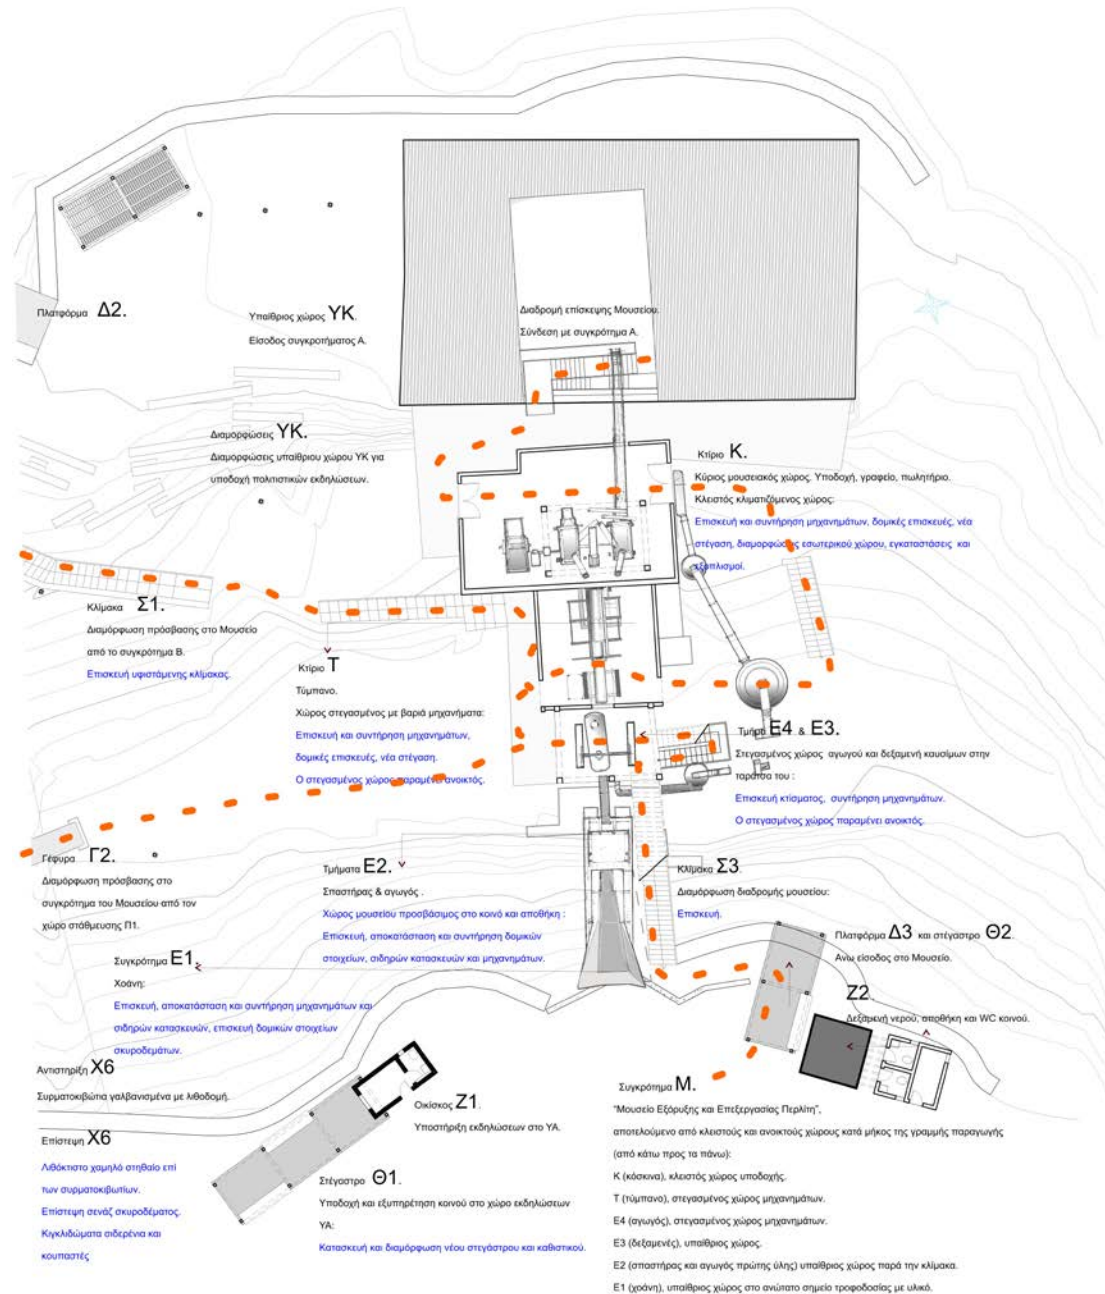 Πλατφόρμα Δ2.
Υπαίθριος χώρος ΥΚ.
Είσοδος συγκροτήματος Α.
Διαδρομή επίσκεψης Μουσείου.
Σύνδεση με συγκρότημα Α.
Διαμορφώσεις ΥΚ.
Διαμορφώσεις υπαίθριου χώρου ΥΚ για
υποδοχή πολιτιστικών εκδηλώσεων.
Κτίριο Κ.
Κύριος μουσειακός χώρος. Υποδοχή, γραφείο, πωλητήριο.
Κλειστός κλιματιζόμενος χώρος:
Επισκευή και συντήρηση μηχανημάτων, δομικές επισκευές, νέα
στέγαση, διαμορφώσεις εσωτερικού χώρου, εγκαταστάσεις και
εξοπλισμοί.
Κλίμακα Σ1.
Διαμόρφωση πρόσβασης στο Μουσείο
από το συγκρότημα Β.
Επισκευή υφιστάμενης κλίμακας.
Κτίριο Τ
Τύμπανο.
Χώρος στεγασμένος με βαριά μηχανήματα:
Επισκευή και συντήρηση μηχανημάτων,
δομικές επισκευές, νέα στέγαση.
Ο στεγασμένος χώρος παραμένει ανοικτός.
Τμήμα Ε4 & Ε3.
Στεγασμένος χώρος αγωγού και δεξαμενή καυσίμων στην
ταράτσα του :
Επισκευή κτίσματος, συντήρηση μηχανημάτων.
Ο στεγασμένος χώρος παραμένει ανοικτός.
Γέφυρα Γ2.
Διαμόρφωση πρόσβασης στο
συγκρότημα του Μουσείου από τον
χώρο στάθμευσης Π1.
Τμήματα Ε2.
Σπαστήρας & αγωγός .
Χώρος μουσείου προσβάσιμος στο κοινό και αποθήκη :
Επισκευή, αποκατάσταση και συντήρηση δομικών
στοιχείων, σιδηρών κατασκευών και μηχανημάτων.
Κλίμακα Σ3.
Διαμόρφωση διαδρομής μουσείου:
Επισκευή.
Πλατφόρμα Δ3 και στέγαστρο Θ2.
Ανω είσοδος στο Μουσείο.
Ζ2.
Δεξαμενή νερού, αποθήκη και WC κοινού.
Συγκρότημα Ε1.
Χοάνη:
Επισκευή, αποκατάσταση και συντήρηση μηχανημάτων και
σιδηρών κατασκευών, επισκευή δομικών στοιχείων
σκυροδεμάτων.
Αντιστηρίξη Χ6
Συρματοκιβώτια γαλβανισμένα με λιθοδομή.
Επίστεψη Χ6
Λιθόκτιστο χαμηλό στηθαίο επί
των συρματοκιβωτίων.
Επίστεψη σενάζ σκυροδέματος.
Κιγκλιδώματα σιδερένια και
κουπαστές
Οικίσκος Ζ1.
Υποστήριξη εκδηλώσεων στο ΥΑ.
Στέγαστρο Θ1.
Υποδοχή και εξυπηρέτηση κοινού στο χώρο εκδηλώσεων
ΥΑ:
Κατασκευή και διαμόρφωση νέου στεγάστρου και καθιστικού.
Συγκρότημα Μ.
"Μουσείο Εξόρυξης και Επεξεργασίας Περλίτη",
αποτελούμενο από κλειστούς και ανοικτούς χώρους κατά μήκος της γραμμής παραγωγής
(από κάτω προς τα πάνω):
Κ (κόσκινα), κλειστός χώρος υποδοχής.
Τ (τύμπανο), στεγασμένος χώρος μηχανημάτων.
Ε4 (αγωγός), στεγασμένος χώρος μηχανημάτων.
Ε3 (δεξαμενές), υπαίθριος χώρος.
Ε2 (σπαστήρας και αγωγός πρώτης ύλης) υπαίθριος χώρος παρά την κλίμακα.
Ε1 (χοάνη), υπαίθριος χώρος στο ανώτατο σημείο τροφοδοσίας με υλικό.